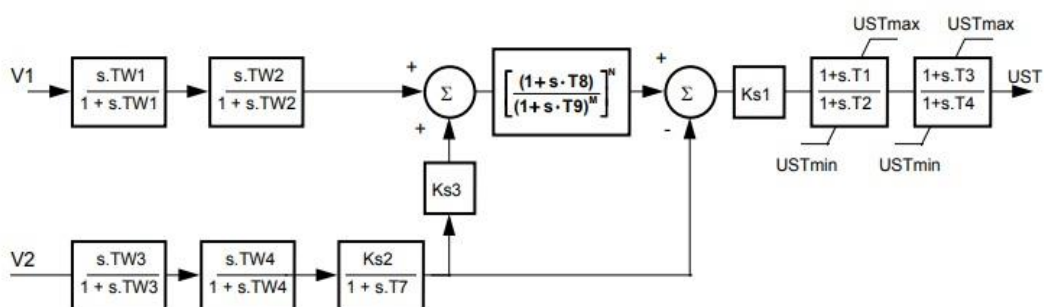 USTmax USTmax
V1 s.TW1 s.TW2 + (1+s·T8) N + 1+s.T1 1+s.T3 UST
1 + s.TW1 1 + s.TW2 Σ (1+s·T9) M Σ Ks1 1+s.T2 1+s.T4
+ -
USTmin USTmin
Ks3
V2 s.TW3 s.TW4 Ks2
1 + s.TW3 1 + s.TW4 1 + s.T7